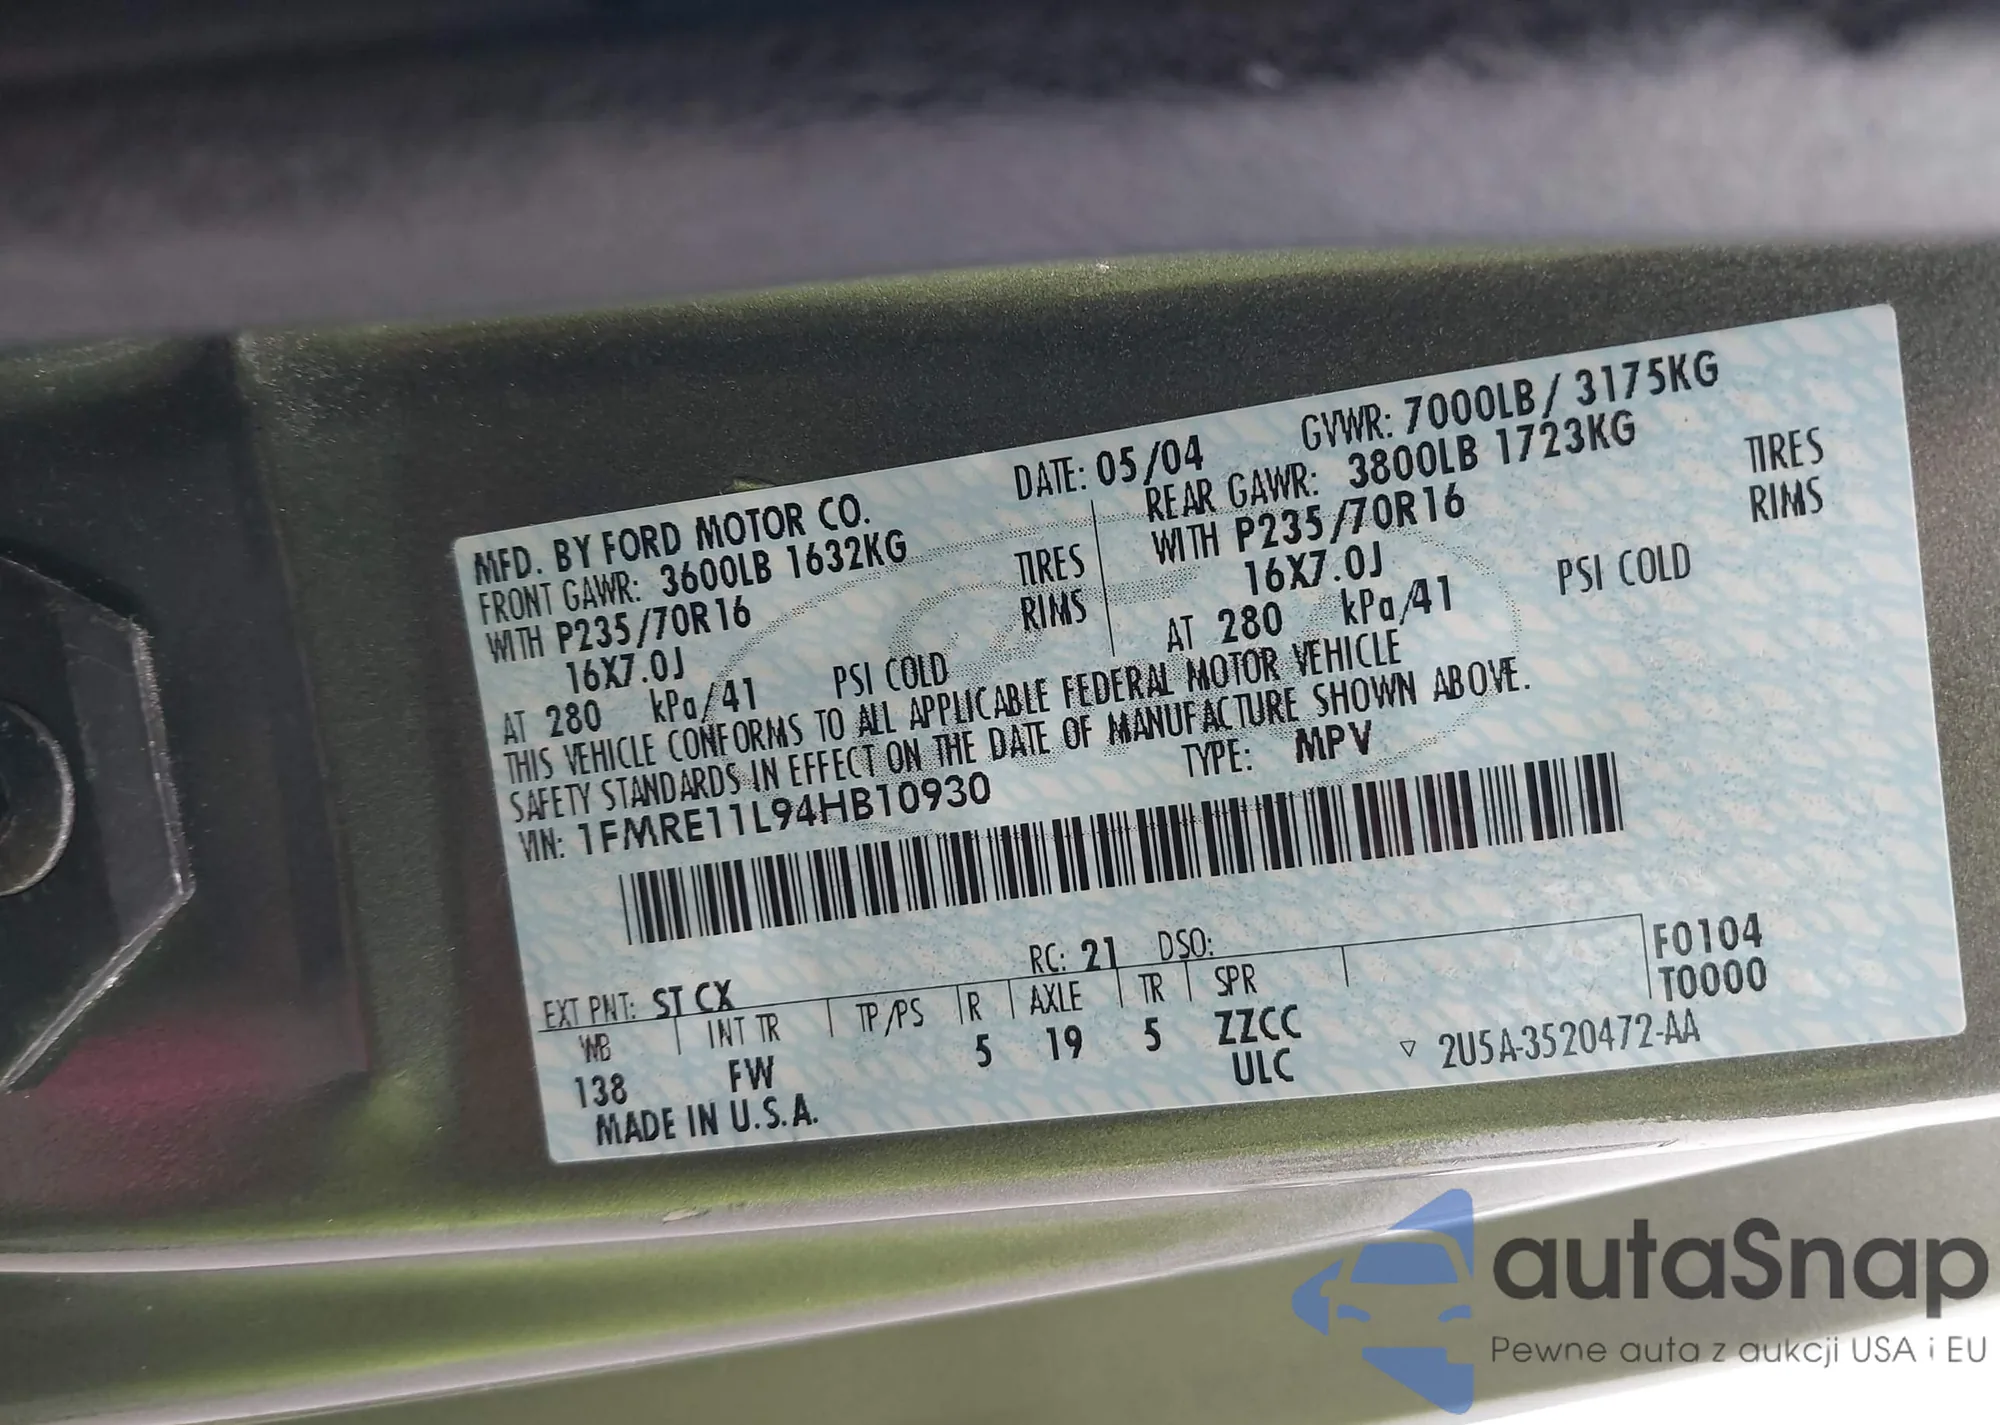 MFD. BY FORD MOTOR CO. DATE: 05/04 GVWR: 7000LB / 3175KG
FRONT GAWR: 3600LB 1632KG REAR GAWR: 3800LB 1723KG
WITH P235/70R16 TIRES WITH P235/70R16 TIRES
16X7.0J RIMS 16X7.0J RIMS
AT 280 kPa/41 PSI COLD AT 280 kPa/41 PSI COLD
THIS VEHICLE CONFORMS TO ALL APPLICABLE FEDERAL MOTOR VEHICLE
SAFETY STANDARDS IN EFFECT ON THE DATE OF MANUFACTURE SHOWN ABOVE.
VIN: 1FMRE11L94HB10930 TYPE: MPV
F0104
EXT PNT: ST CX RC: 21 DSO: T0000
WB INT TR TP/PS R AXLE TR SPR
138 FW 5 19 5 ZZCC
ULC ▽ 2U5A-3520472-AA
MADE IN U.S.A.
autaSnap
Pewne auta z aukcji USA i EU